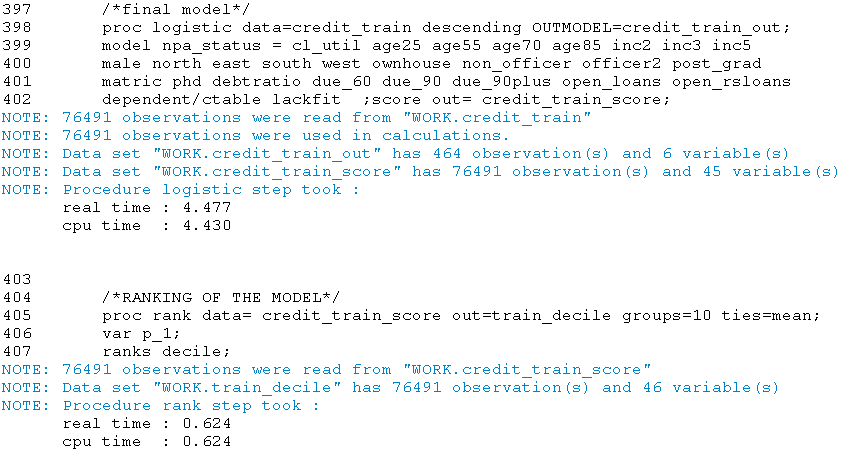 397 /*final model*/
398 proc logistic data=credit_train descending OUTMODEL=credit_train_out;
399 model npa_status = cl_util age25 age55 age70 age85 inc2 inc3 inc5
400 male north east south west ownhouse non_officer officer2 post_grad
401 matric phd debtratio due_60 due_90 due_90plus open_loans open_rsloans
402 dependent/ctable lackfit ;score out= credit_train_score;
NOTE: 76491 observations were read from "WORK.credit_train"
NOTE: 76491 observations were used in calculations.
NOTE: Data set "WORK.credit_train_out" has 464 observation(s) and 6 variable(s)
NOTE: Data set "WORK.credit_train_score" has 76491 observation(s) and 45 variable(s)
NOTE: Procedure logistic step took :
real time : 4.477
cpu time : 4.430
403
404 /*RANKING OF THE MODEL*/
405 proc rank data= credit_train_score out=train_decile groups=10 ties=mean;
406 var p_1;
407 ranks decile;
NOTE: 76491 observations were read from "WORK.credit_train_score"
NOTE: Data set "WORK.train_decile" has 76491 observation(s) and 46 variable(s)
NOTE: Procedure rank step took :
real time : 0.624
cpu time : 0.624